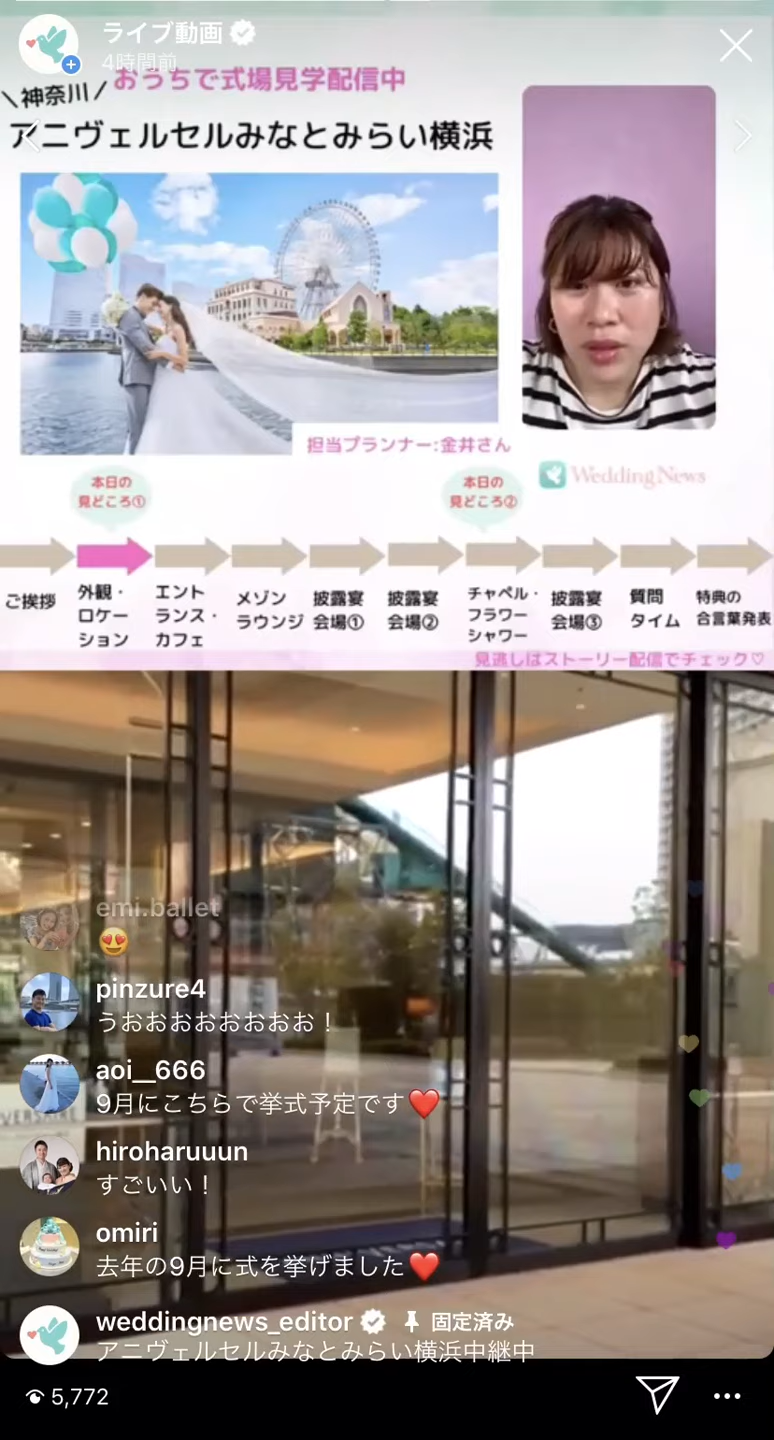 ライブ動画
4時間前
おうちで式場見学配信中
＼神奈川／
アニヴェルセルみなとみらい横浜
担当プランナー:金井さん
WeddingNews
本日の
見どころ①
本日の
見どころ②
ご挨拶
外観・
ロケー
ション
エント
ランス・
カフェ
メゾン
ラウンジ
披露宴
会場①
披露宴
会場②
チャペル・
フラワー
シャワー
披露宴
会場③
質問
タイム
特典の
合言葉発表
見逃しはストーリー配信でチェック♡
emi.ballet
😍
pinzure4
うおおおおおおおおお！
aoi__666
9月にこちらで挙式予定です❤️
hiroharuuun
すごいい！
omiri
去年の9月に式を挙げました❤️
weddingnews_editor 固定済み
アニヴェルセルみなとみらい横浜中継中
5,772